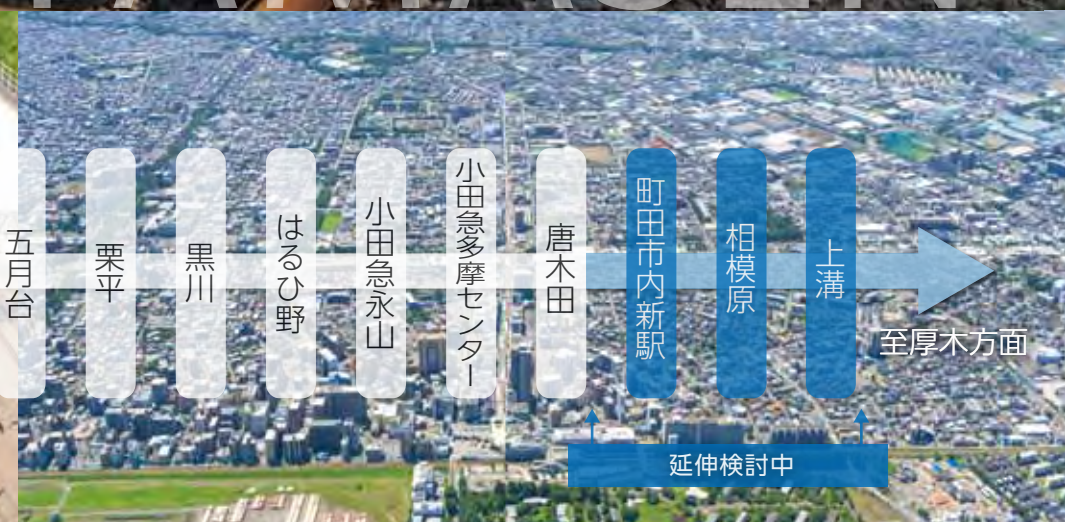 五月台
栗平
黒川
はるひ野
小田急永山
小田急多摩センター
唐木田
町田市内新駅
相模原
上溝
至厚木方面
延伸検討中